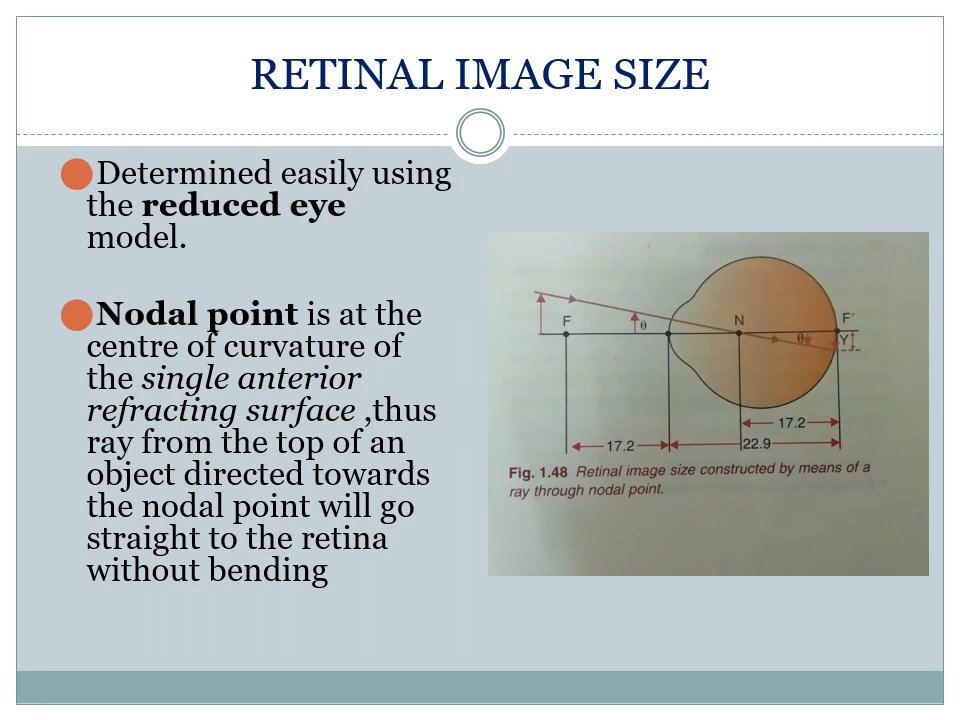 RETINAL IMAGE SIZE
Determined easily using
the reduced eye
model.
Nodal point is at the
centre of curvature of
the single anterior
refracting surface ,thus
ray from the top of an
object directed towards
the nodal point will go
straight to the retina
without bending
F
θ
N
F'
θ
Y
17.2
17.2
22.9
Fig. 1.48 Retinal image size constructed by means of a
ray through nodal point.